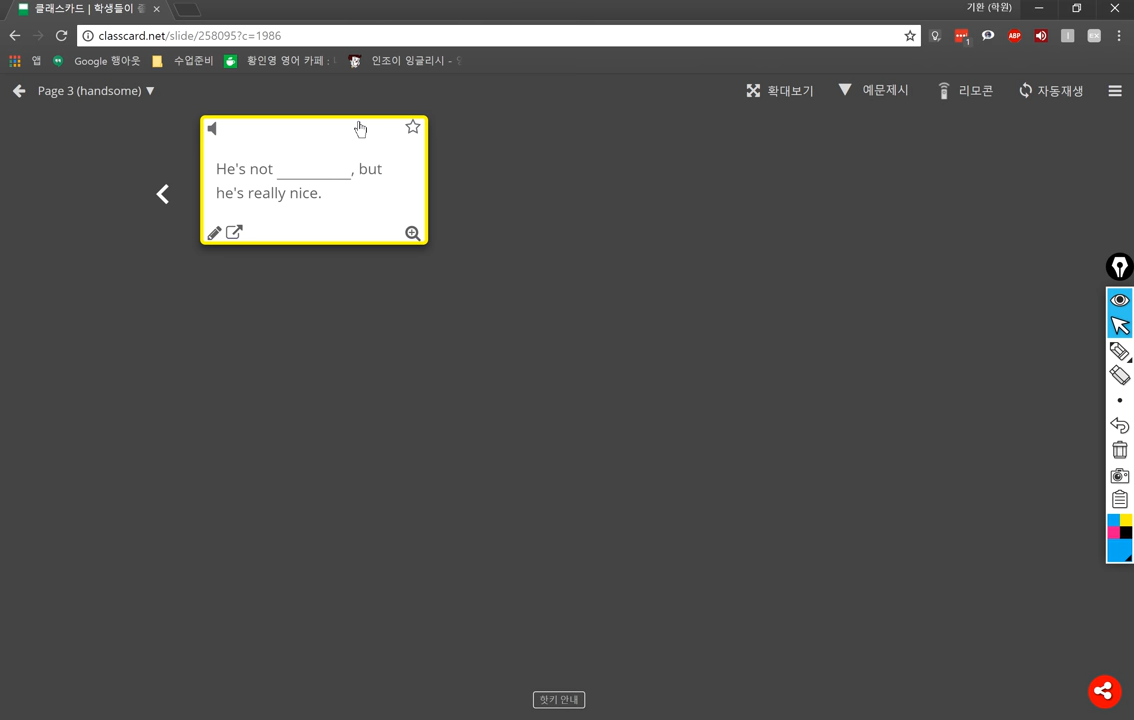 클래스카드 | 학생들이
기환 (학원)
classcard.net/slide/258095?c=1986
1
ABP
앱
Google 행아웃
수업준비
황인영 영어 카페 :
인조이 잉글리시 -
Page 3 (handsome) ▼
확대보기
▼ 예문제시
리모콘
자동재생
He's not __________, but
he's really nice.
핫키 안내